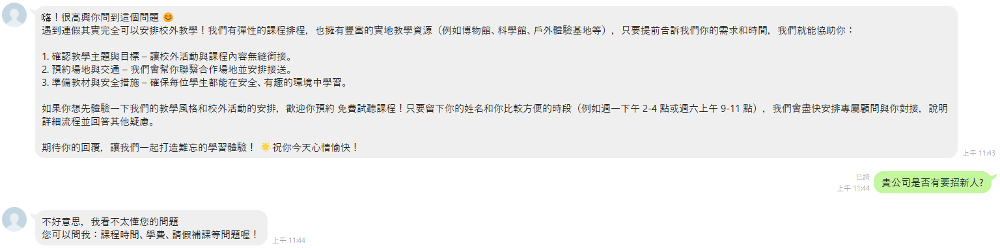 嗨！很高興你問到這個問題 😊
遇到連假其實完全可以安排校外教學！我們有彈性的課程排程，也擁有豐富的實地教學資源（例如博物館、科學館、戶外體驗基地等），只要提前告訴我們你的需求和時間，我們就能協助你：
1. 確認教學主題與目標 – 讓校外活動與課程內容無縫銜接。
2. 預約場地與交通 – 我們會幫你聯繫合作場地並安排接送。
3. 準備教材與安全措施 – 確保每位學生都能在安全、有趣的環境中學習。
如果你想先體驗一下我們的教學風格和校外活動的安排，歡迎你預約 免費試聽課程！只要留下你的姓名和你比較方便的時段（例如週一下午 2-4 點或週六上午 9-11 點），我們會盡快安排專屬顧問與你對接，說明
詳細流程並回答其他疑慮。
期待你的回覆，讓我們一起打造難忘的學習體驗！ 🌟祝你今天心情愉快！
上午 11:43
已讀
上午 11:44
貴公司是否有要招新人?
不好意思，我看不太懂您的問題
您可以問我：課程時間、學費、請假補課等問題喔！
上午 11:44